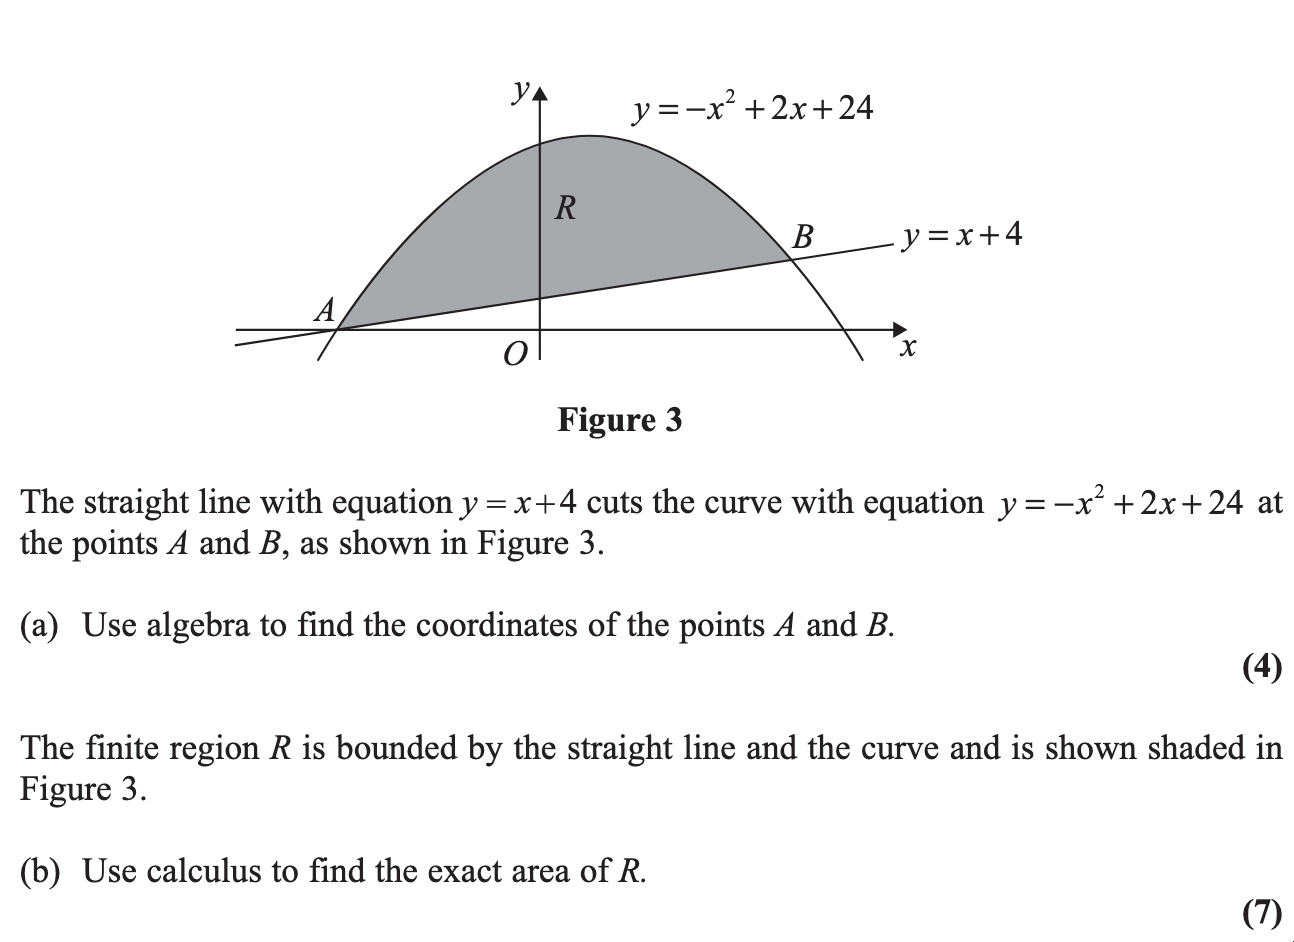 y
y = −x² + 2x + 24
R
B
y = x + 4
A
O
x
Figure 3
The straight line with equation y = x + 4 cuts the curve with equation y = −x² + 2x + 24 at
the points A and B, as shown in Figure 3.
(a) Use algebra to find the coordinates of the points A and B.
(4)
The finite region R is bounded by the straight line and the curve and is shown shaded in
Figure 3.
(b) Use calculus to find the exact area of R.
(7)